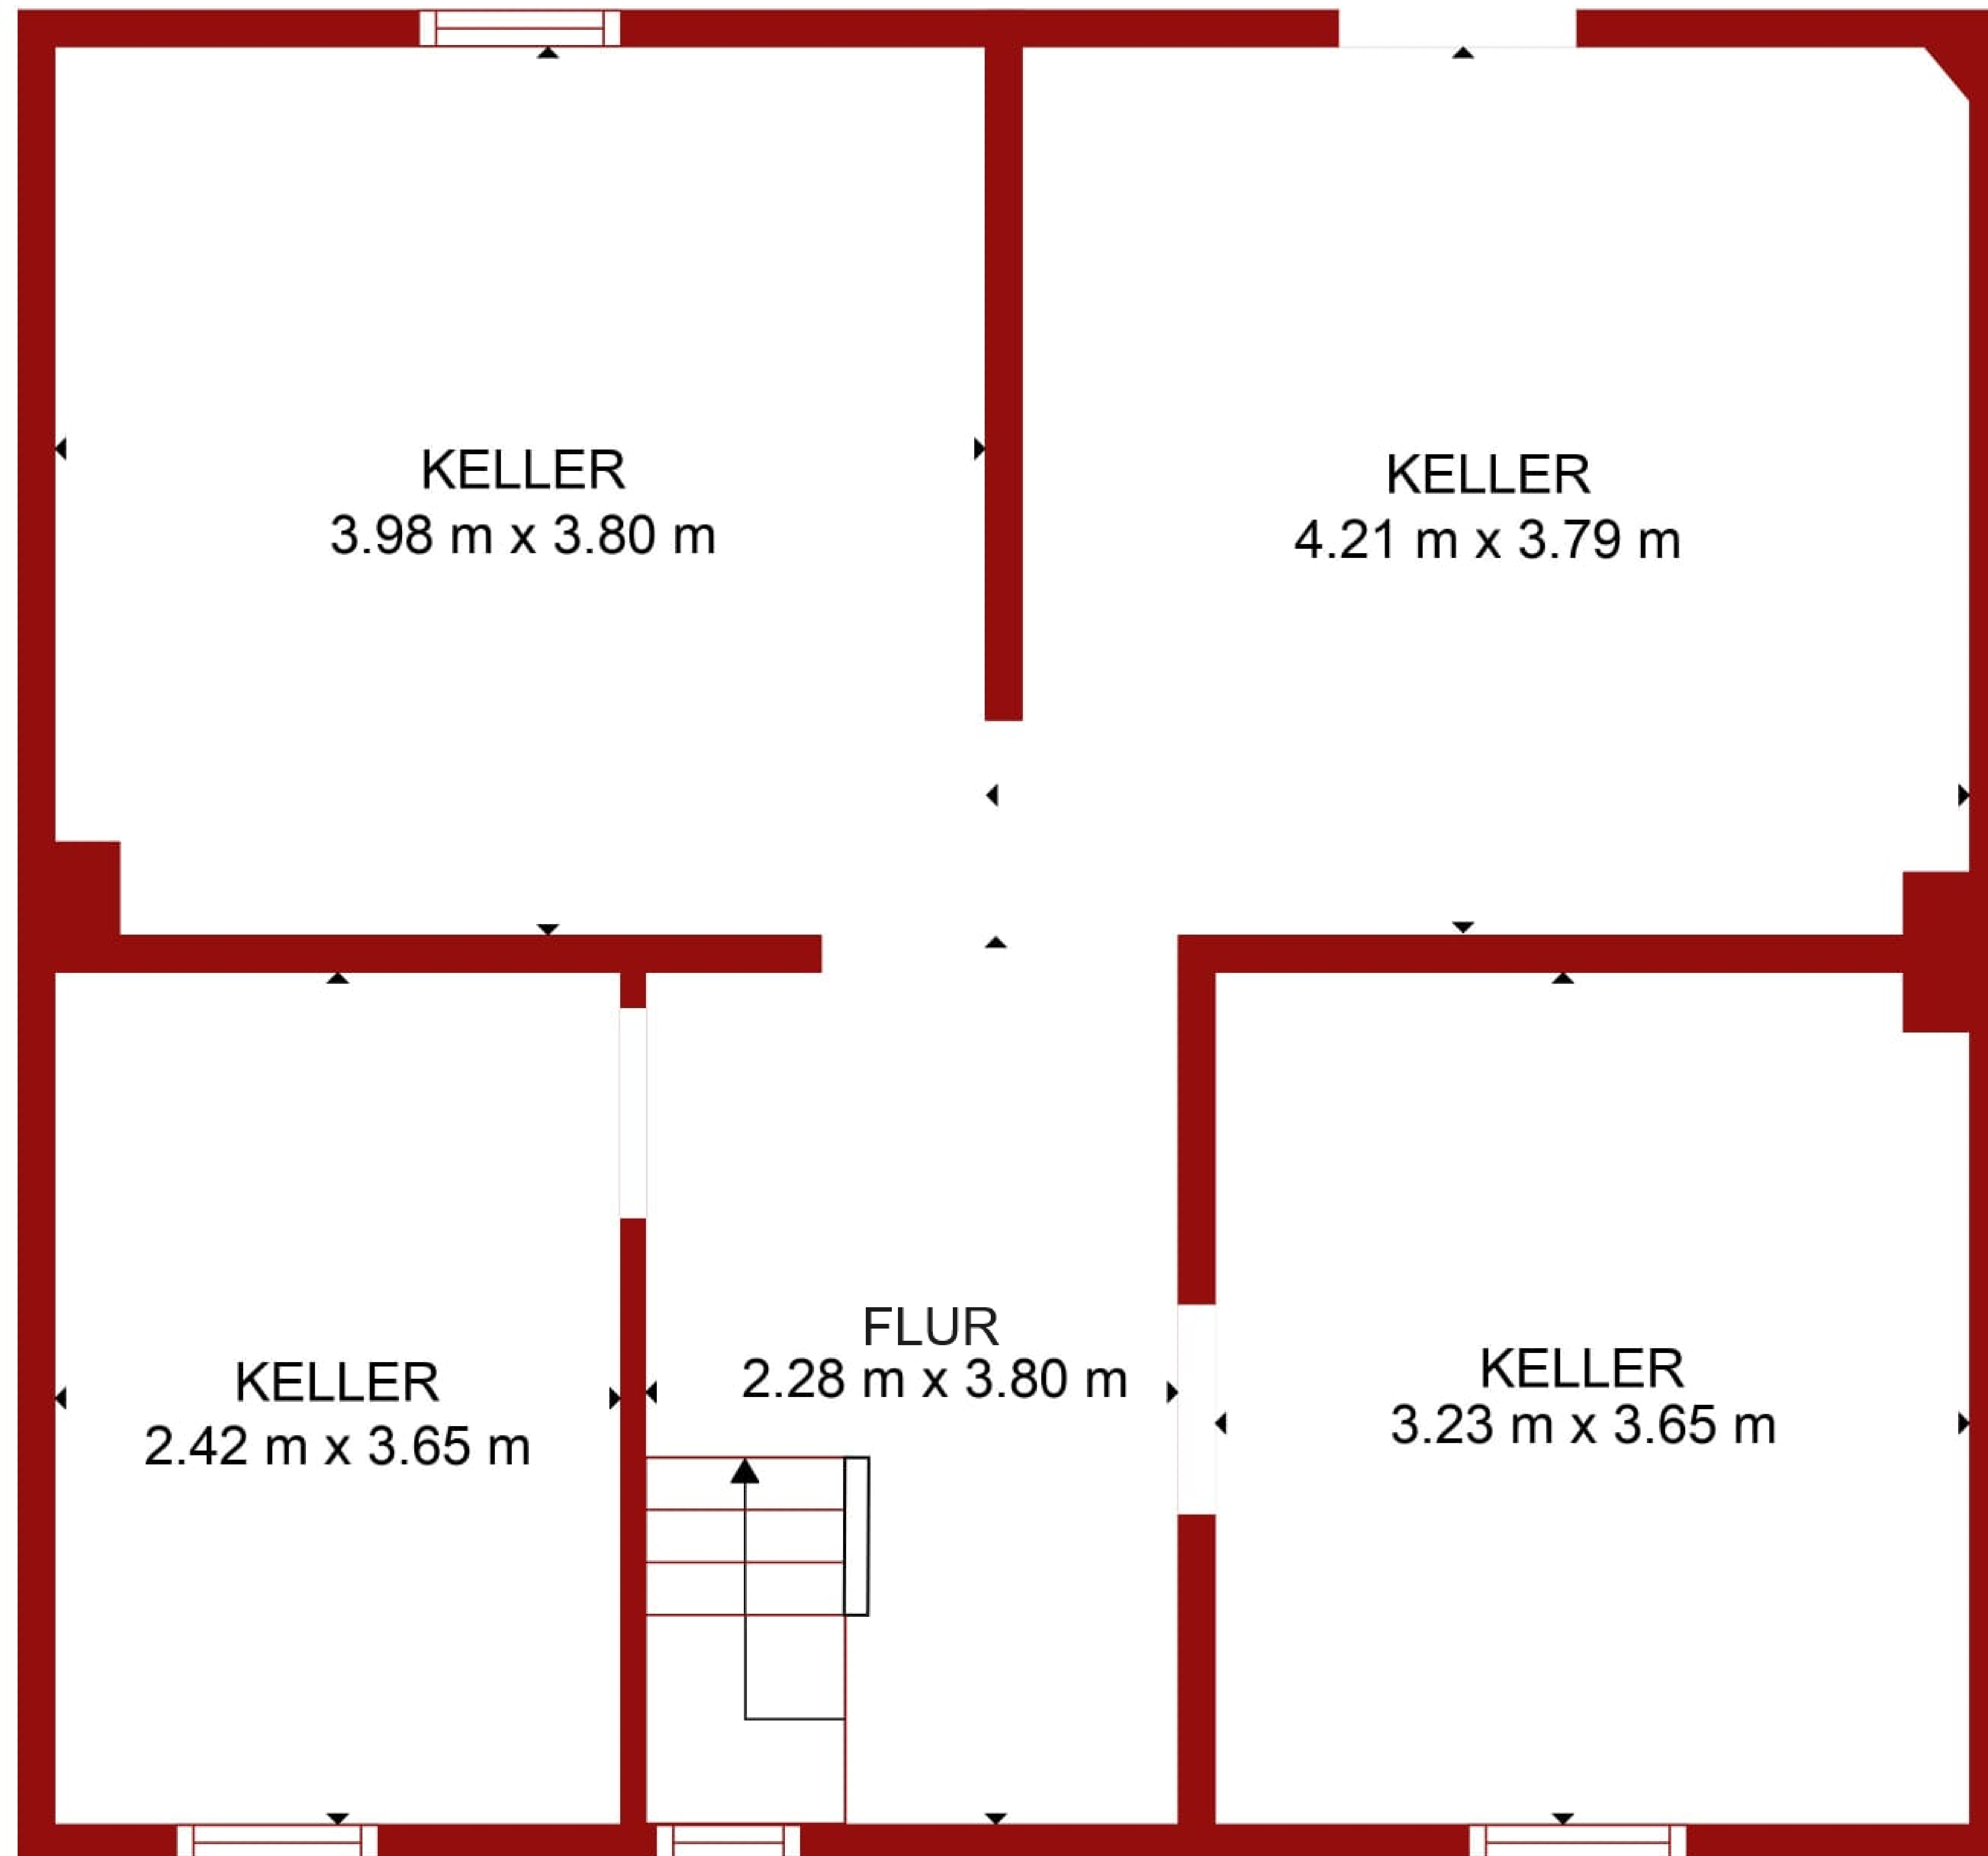 KELLER
3.98 m x 3.80 m
KELLER
4.21 m x 3.79 m
KELLER
2.42 m x 3.65 m
FLUR
2.28 m x 3.80 m
KELLER
3.23 m x 3.65 m